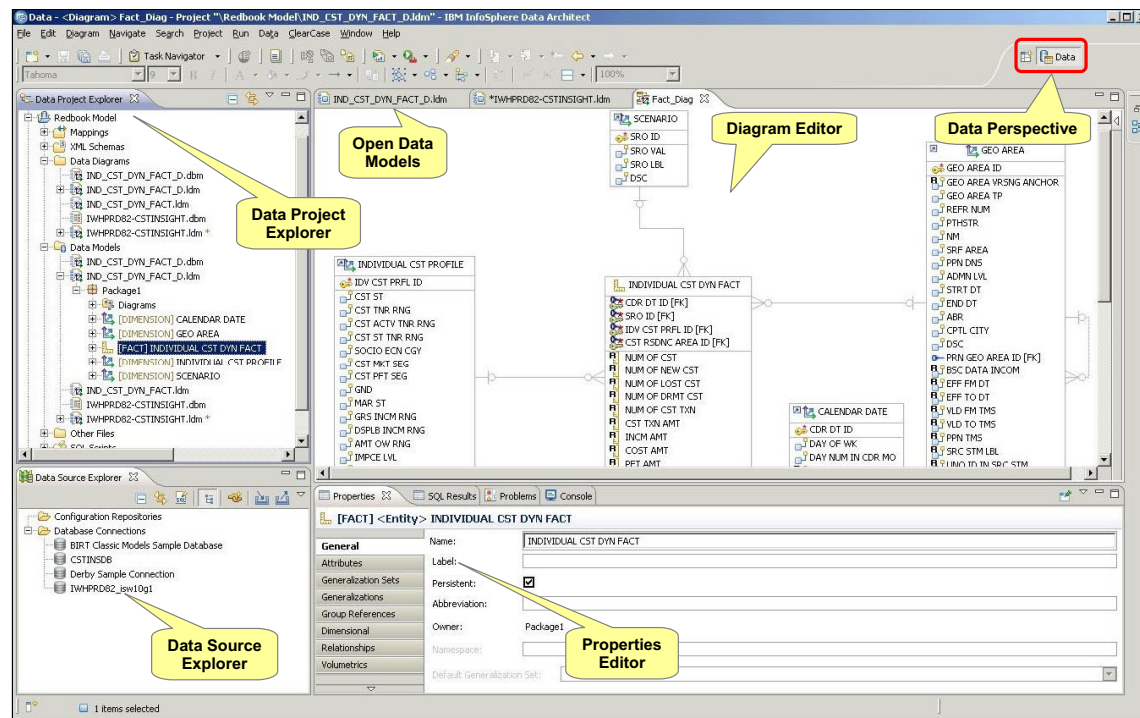 Data - <Diagram> Fact_Diag - Project "\Redbook Model\IND_CST_DYN_FACT_D.ldm" - IBM InfoSphere Data Architect
File Edit Diagram Navigate Search Project Run Data ClearCase Window Help
Task Navigator
Tahoma 9 B I A 100%
Data
Data Project Explorer
Redbook Model
Mappings
XML Schemas
Data Diagrams
IND_CST_DYN_FACT_D.dbm
IND_CST_DYN_FACT_D.ldm
IND_CST_DYN_FACT.ldm
IWHPRD82-CSTINSIGHT.dbm
IWHPRD82-CSTINSIGHT.ldm *
Data Models
IND_CST_DYN_FACT_D.dbm
IND_CST_DYN_FACT_D.ldm
Package1
Diagrams
[DIMENSION] CALENDAR DATE
[DIMENSION] GEO AREA
[FACT] INDIVIDUAL CST DYN FACT
[DIMENSION] INDIVIDUAL CST PROFILE
[DIMENSION] SCENARIO
IND_CST_DYN_FACT.ldm
IWHPRD82-CSTINSIGHT.dbm
IWHPRD82-CSTINSIGHT.ldm *
Other Files
SQL Scripts
Data Project
Explorer
IND_CST_DYN_FACT_D.ldm
*IWHPRD82-CSTINSIGHT.ldm
Fact_Diag
Open Data
Models
Diagram Editor
Data Perspective
SCENARIO
SRO ID
SRO VAL
SRO LBL
DSC
INDIVIDUAL CST PROFILE
IDV CST PRFL ID
CST ST
CST TNR RNG
CST ACTV TNR RNG
CST ST TNR RNG
SOCIO ECN CGY
CST MKT SEG
CST PFT SEG
GND
MAR ST
GRS INCM RNG
DSPLB INCM RNG
AMT OW RNG
IMPCE LVL
INDIVIDUAL CST DYN FACT
CDR DT ID [FK]
SRO ID [FK]
IDV CST PRFL ID [FK]
CST RSDNC AREA ID [FK]
NUM OF CST
NUM OF NEW CST
NUM OF LOST CST
NUM OF DRMT CST
NUM OF CST TXN
CST TXN AMT
INCM AMT
COST AMT
PFT AMT
CALENDAR DATE
CDR DT ID
DAY OF WK
DAY NUM IN CDR MO
GEO AREA
GEO AREA ID
GEO AREA VRSNG ANCHOR
GEO AREA TP
REFR NUM
PTHSTR
NM
SRF AREA
PPN DNS
ADMN LVL
STRT DT
END DT
ABR
CPTL CITY
DSC
PRN GEO AREA ID [FK]
BSC DATA INCOM
EFF FM DT
EFF TO DT
VLD FM TMS
VLD TO TMS
PPN TMS
SRC STM LBL
UNQ ID IN SRC STM
Data Source Explorer
Configuration Repositories
Database Connections
BIRT Classic Models Sample Database
CSTINSDB
Derby Sample Connection
IWHPRD82_isw10g1
Data Source
Explorer
Properties
SQL Results
Problems
Console
[FACT] <Entity> INDIVIDUAL CST DYN FACT
General
Attributes
Generalization Sets
Generalizations
Group References
Dimensional
Relationships
Volumetrics
Name: INDIVIDUAL CST DYN FACT
Label:
Persistent:
Abbreviation:
Owner: Package1
Namespace:
Default Generalization Set:
Properties
Editor
1 items selected